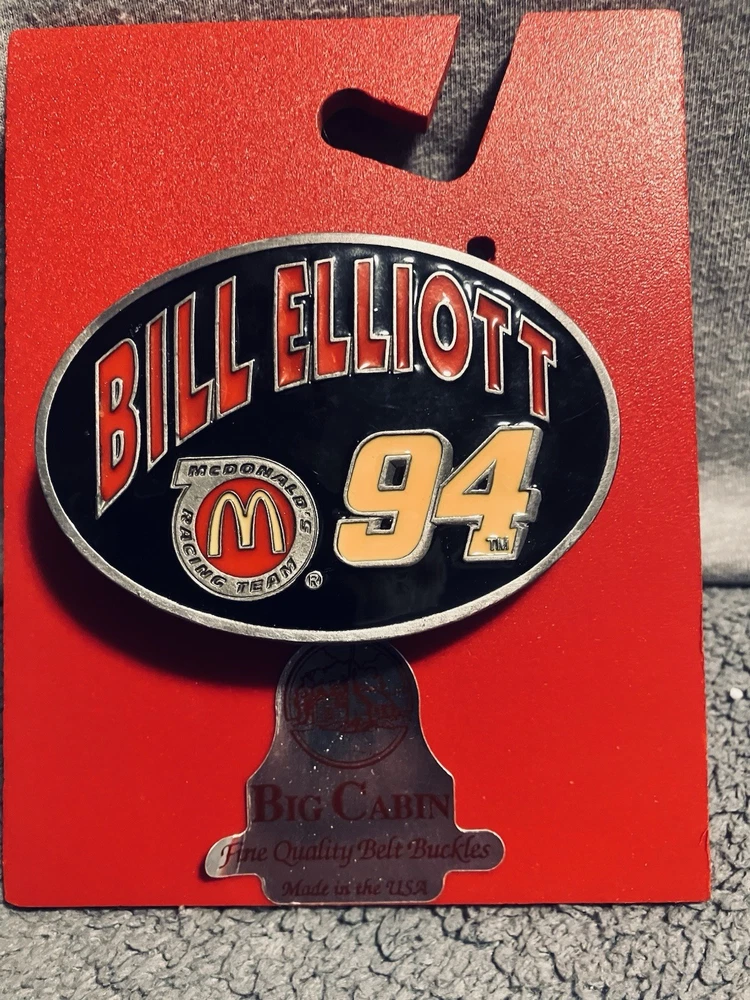 BILL ELLIOTT
94
TM
McDONALD'S
M
RACING TEAM
®
BIG CABIN
Fine Quality Belt Buckles
Made in the USA